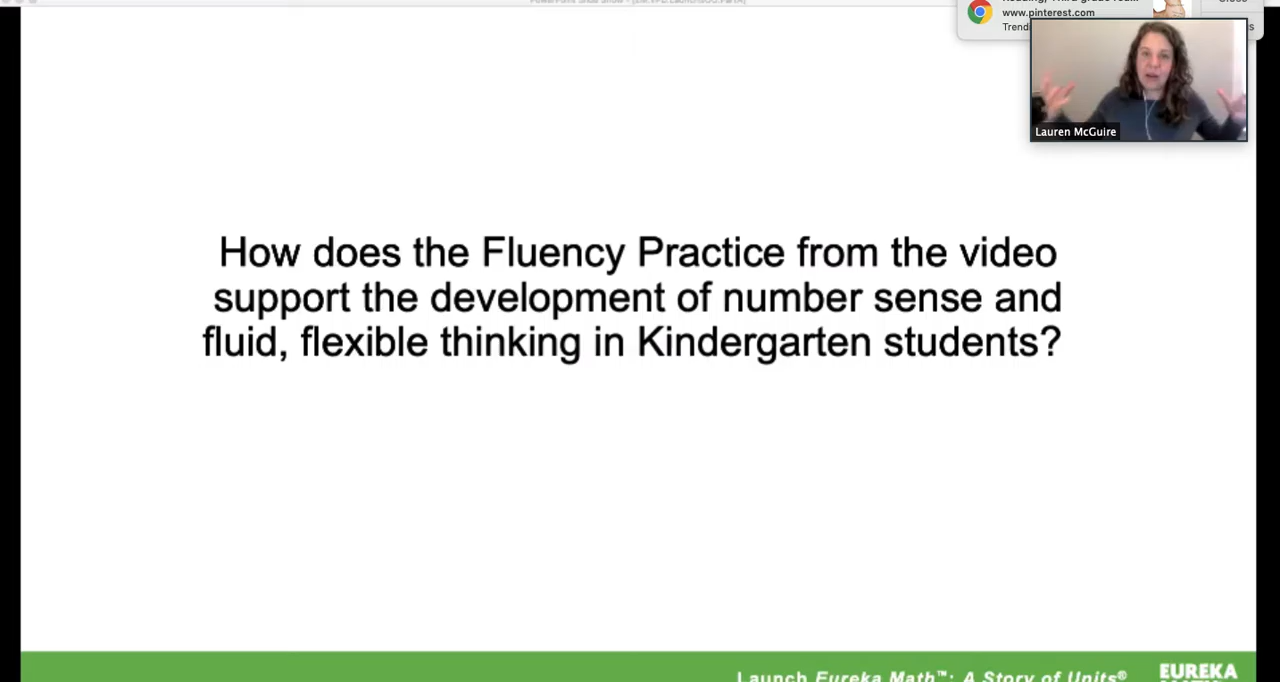 www.pinterest.com
Trendi
Lauren McGuire
How does the Fluency Practice from the video
support the development of number sense and
fluid, flexible thinking in Kindergarten students?
Launch Eureka Math™: A Story of Units®
EUREKA